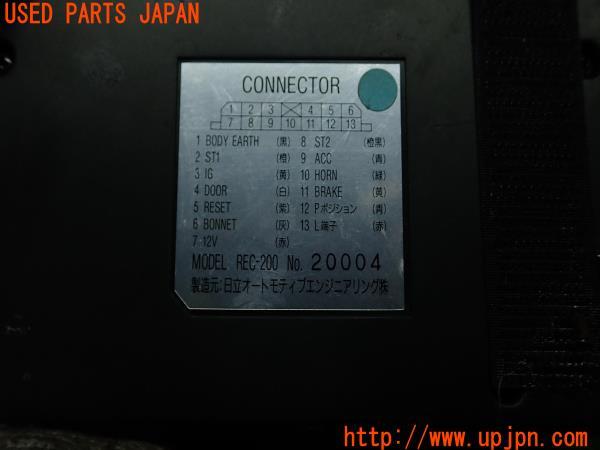 USED PARTS JAPAN
CONNECTOR
1 2 3 4 5 6
7 8 9 10 11 12 13
1 BODY EARTH (黒) 8 ST2 (橙黒)
2 ST1 (橙) 9 ACC (青)
3 IG (黄) 10 HORN (緑)
4 DOOR (白) 11 BRAKE (黄)
5 RESET (紫) 12 Pポジション (青)
6 BONNET (灰) 13 L端子 (赤)
7 12V (赤)
MODEL REC-200 No. 20004
製造元:日立オートモティブエンジニアリング㈱
http://www.upjpn.com